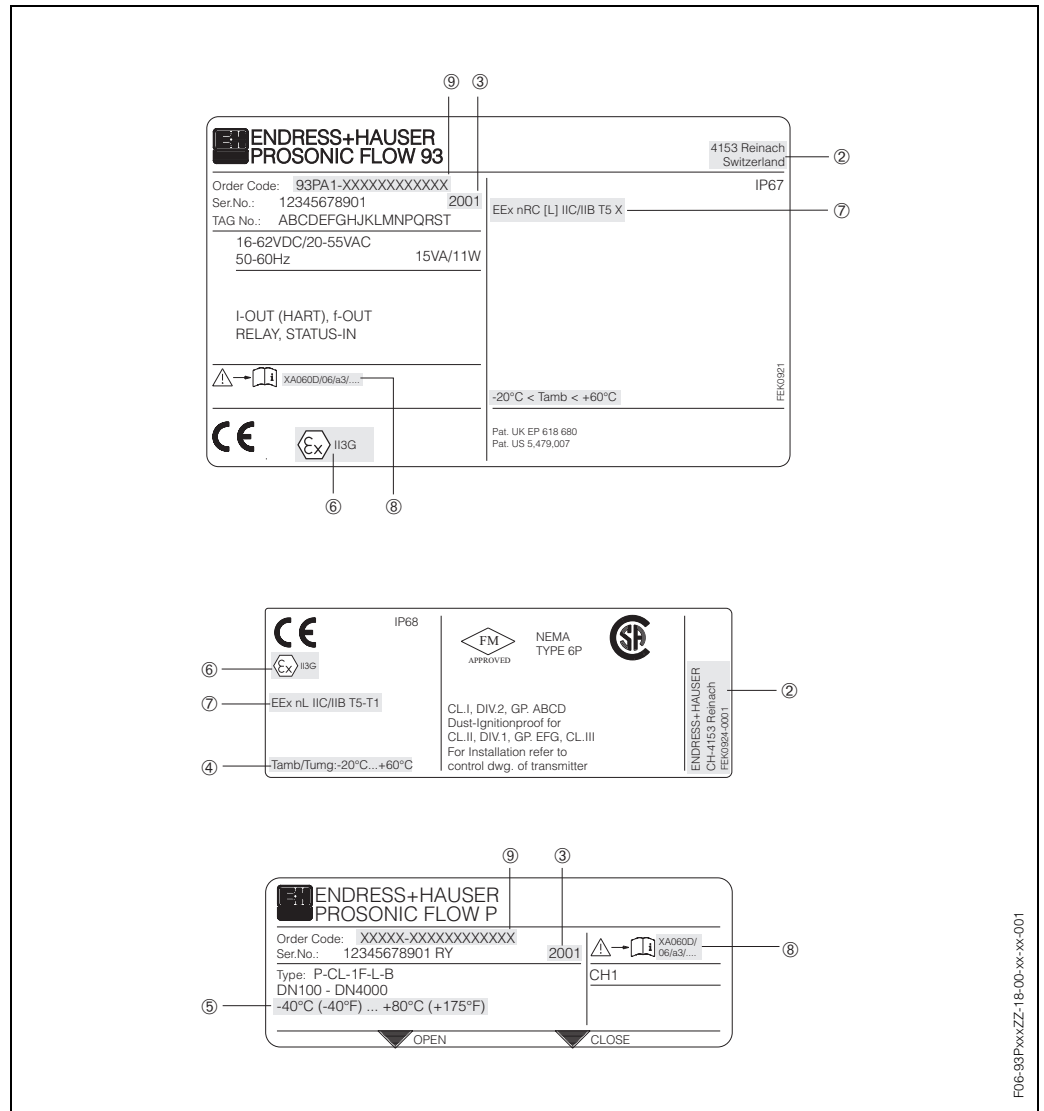 ⑨ ③
E+H ENDRESS+HAUSER
PROSONIC FLOW 93
4153 Reinach
Switzerland
②
Order Code: 93PA1-XXXXXXXXXXXX
Ser.No.: 12345678901 2001
TAG No.: ABCDEFGHJKLMNPQRST
IP67
EEx nRC [L] IIC/IIB T5 X
⑦
16-62VDC/20-55VAC
50-60Hz 15VA/11W
I-OUT (HART), f-OUT
RELAY, STATUS-IN
i XA060D/06/a3/....
-20°C < Tamb < +60°C
FEK0921
CE Ex II3G
Pat. UK EP 618 680
Pat. US 5,479,007
⑥ ⑧
CE IP68
⑥ Ex II3G
⑦ EEx nL IIC/IIB T5-T1
④ Tamb/Tumg:-20°C...+60°C
FM
APPROVED
NEMA
TYPE 6P
SA
CL.I, DIV.2, GP. ABCD
Dust-Ignitionproof for
CL.II, DIV.1, GP. EFG, CL.III
For Installation refer to
control dwg. of transmitter
ENDRESS+HAUSER
CH-4153 Reinach
FEK0924-0001
②
⑨ ③
E+H ENDRESS+HAUSER
PROSONIC FLOW P
Order Code: XXXXX-XXXXXXXXXXXXX
Ser.No.: 12345678901 RY 2001
i XA060D/
06/a3/....
⑧
Type: P-CL-1F-L-B
DN100 - DN4000
⑤ -40°C (-40°F) ... +80°C (+175°F)
CH1
OPEN CLOSE
F06-93PxxxZZ-18-00-xx-xx-001